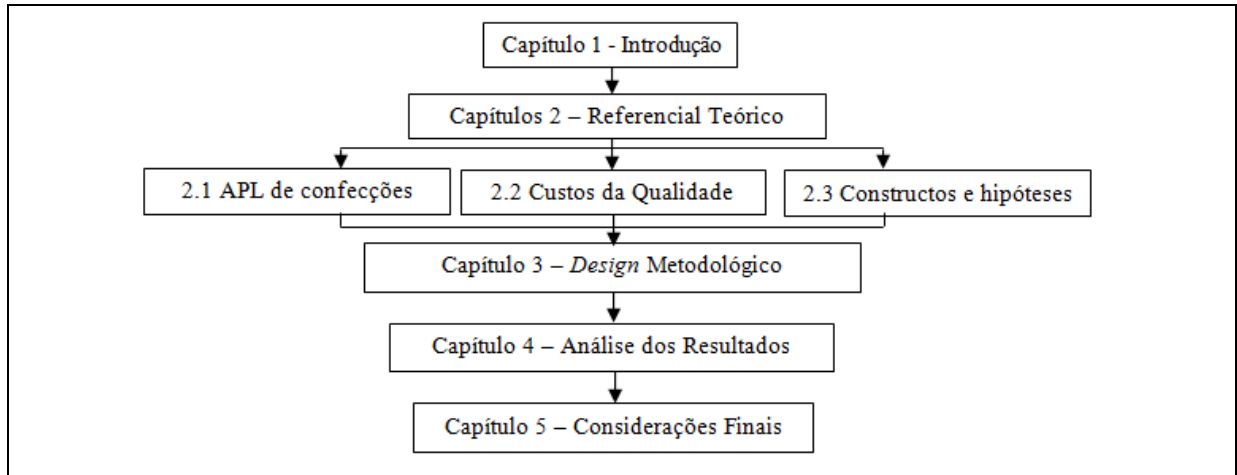 Capítulo 1 - Introdução
Capítulos 2 – Referencial Teórico
2.1 APL de confecções
2.2 Custos da Qualidade
2.3 Constructos e hipóteses
Capítulo 3 – Design Metodológico
Capítulo 4 – Análise dos Resultados
Capítulo 5 – Considerações Finais